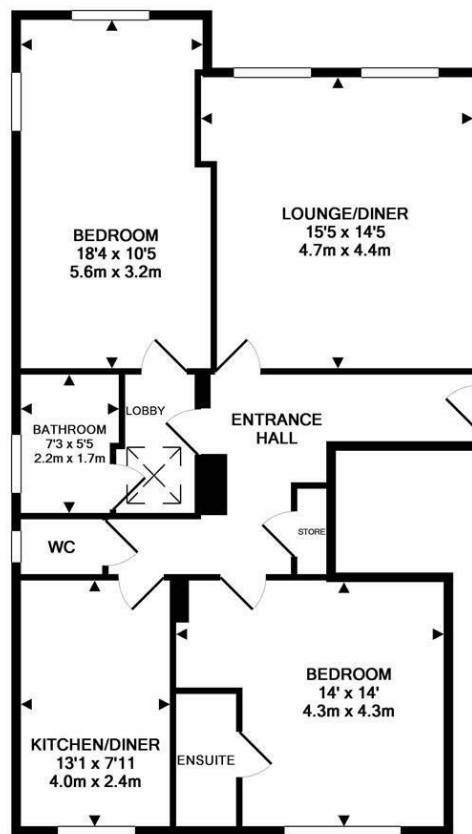 BEDROOM
18'4 x 10'5
5.6m x 3.2m
LOUNGE/DINER
15'5 x 14'5
4.7m x 4.4m
BATHROOM
7'3 x 5'5
2.2m x 1.7m
LOBBY
ENTRANCE
HALL
STORE
WC
KITCHEN/DINER
13'1 x 7'11
4.0m x 2.4m
ENSUITE
BEDROOM
14' x 14'
4.3m x 4.3m